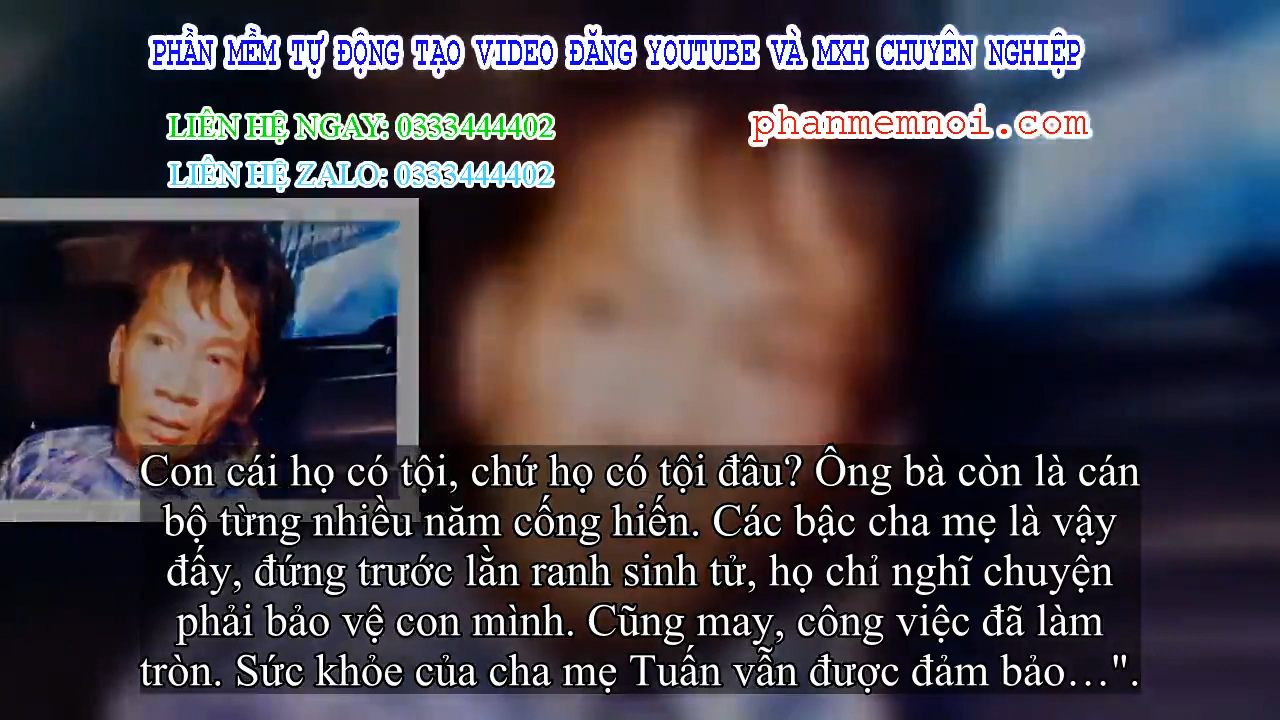 PHẦN MỀM TỰ ĐỘNG TẠO VIDEO ĐĂNG YOUTUBE VÀ MXH CHUYÊN NGHIỆP
LIÊN HỆ NGAY: 0333444402
phanmemnoi.com
LIÊN HỆ ZALO: 0333444402
Con cái họ có tội, chứ họ có tội đâu? Ông bà còn là cán
bộ từng nhiều năm cống hiến. Các bậc cha mẹ là vậy
đấy, đứng trước lằn ranh sinh tử, họ chỉ nghĩ chuyện
phải bảo vệ con mình. Cũng may, công việc đã làm
tròn. Sức khỏe của cha mẹ Tuấn vẫn được đảm bảo…".